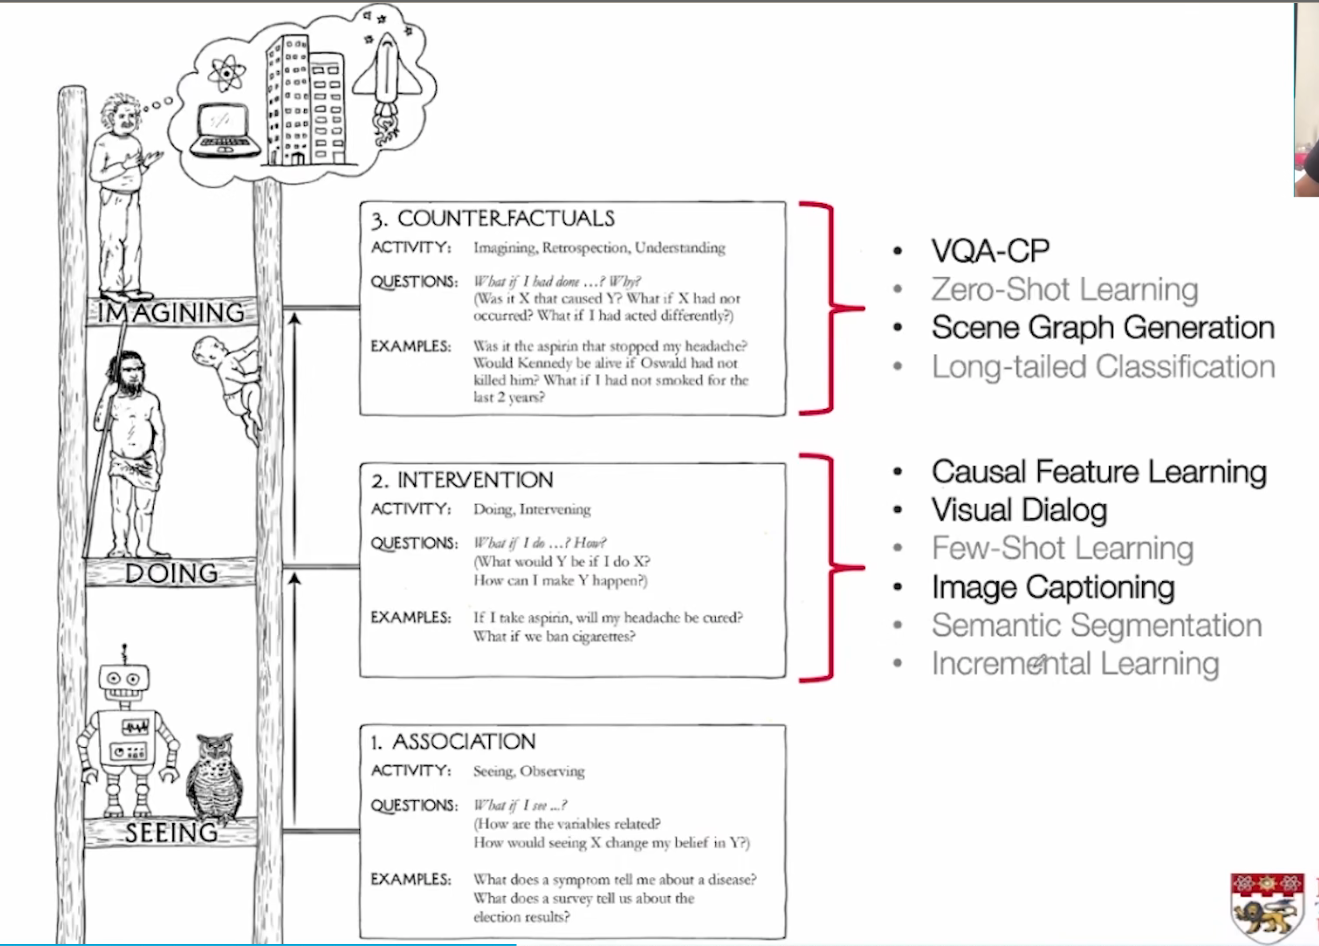 3. COUNTERFACTUALS
ACTIVITY: Imagining, Retrospection, Understanding
QUESTIONS: What if I had done ...? Why?
(Was it X that caused Y? What if X had not
occurred? What if I had acted differently?)
EXAMPLES: Was it the aspirin that stopped my headache?
Would Kennedy be alive if Oswald had not
killed him? What if I had not smoked for the
last 2 years?
IMAGINING
• VQA-CP
• Zero-Shot Learning
• Scene Graph Generation
• Long-tailed Classification
2. INTERVENTION
ACTIVITY: Doing, Intervening
QUESTIONS: What if I do ...? How?
(What would Y be if I do X?
How can I make Y happen?)
EXAMPLES: If I take aspirin, will my headache be cured?
What if we ban cigarettes?
DOING
• Causal Feature Learning
• Visual Dialog
• Few-Shot Learning
• Image Captioning
• Semantic Segmentation
• Incremental Learning
1. ASSOCIATION
ACTIVITY: Seeing, Observing
QUESTIONS: What if I see ...?
(How are the variables related?
How would seeing X change my belief in Y?)
EXAMPLES: What does a symptom tell me about a disease?
What does a survey tell us about the
election results?
SEEING